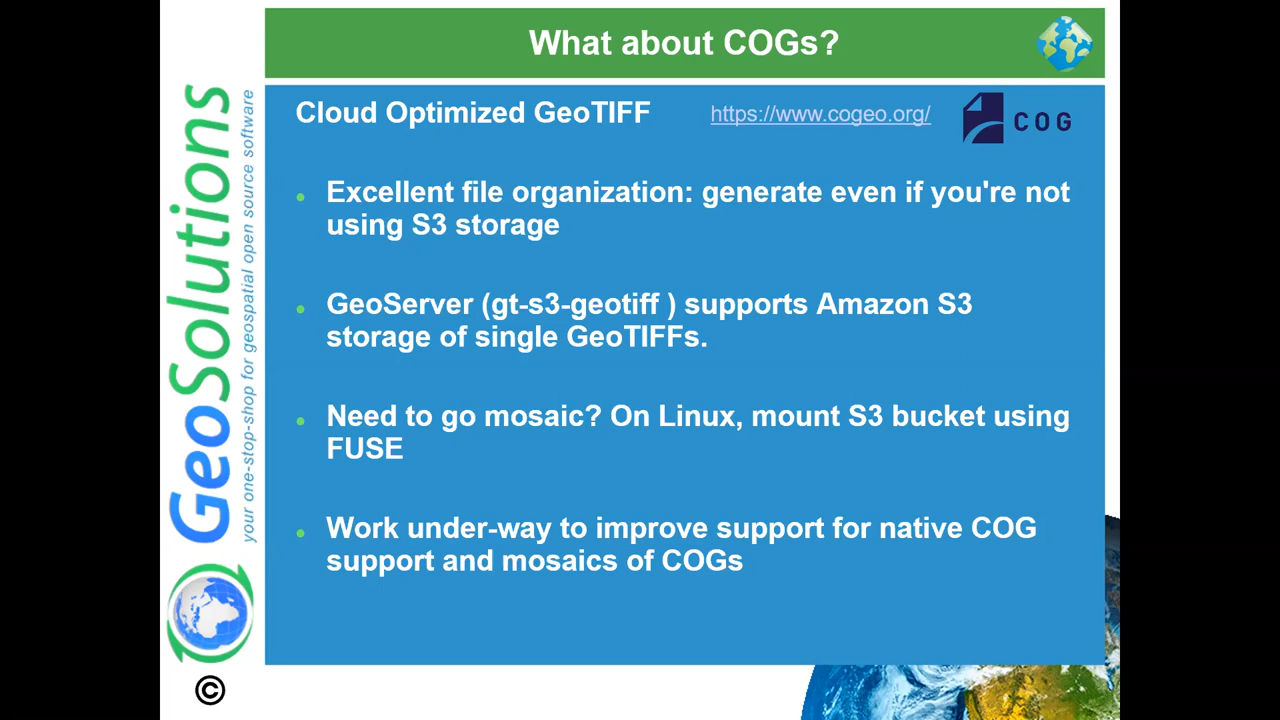 What about COGs?
Cloud Optimized GeoTIFF
https://www.cogeo.org/
COG
Excellent file organization: generate even if you're not
using S3 storage
GeoServer (gt-s3-geotiff ) supports Amazon S3
storage of single GeoTIFFs.
Need to go mosaic? On Linux, mount S3 bucket using
FUSE
Work under-way to improve support for native COG
support and mosaics of COGs
GeoSolutions
your one-stop-shop for geospatial open source software
©